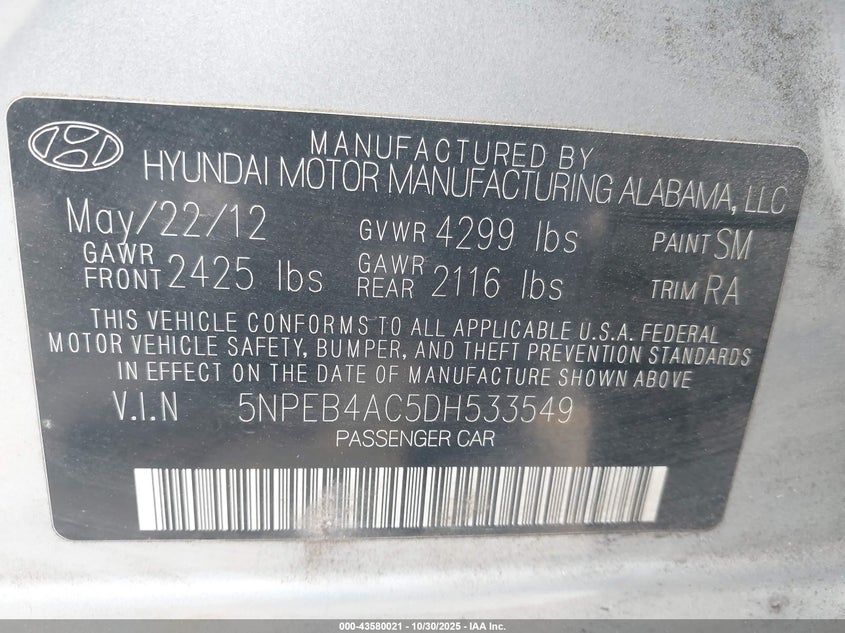 MANUFACTURED BY
HYUNDAI MOTOR MANUFACTURING ALABAMA, LLC
May/22/12 GVWR 4299 lbs PAINT SM
GAWR FRONT 2425 lbs GAWR REAR 2116 lbs TRIM RA
THIS VEHICLE CONFORMS TO ALL APPLICABLE U.S.A. FEDERAL
MOTOR VEHICLE SAFETY, BUMPER, AND THEFT PREVENTION STANDARDS
IN EFFECT ON THE DATE OF MANUFACTURE SHOWN ABOVE
V.I.N 5NPEB4AC5DH533549
PASSENGER CAR
000-43580021 - 10/30/2025 - IAA Inc.